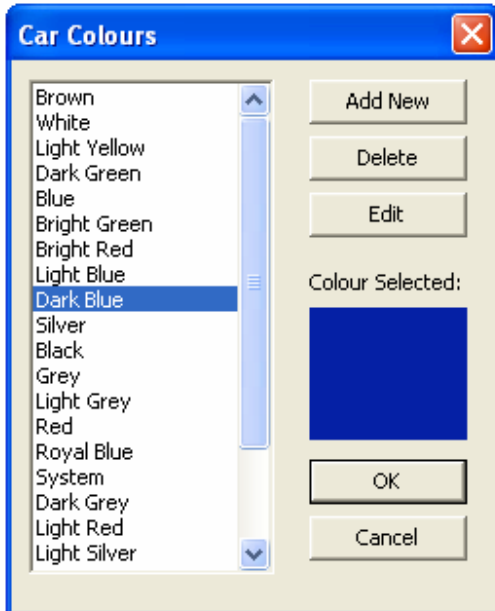 Car Colours
Brown
White
Light Yellow
Dark Green
Blue
Bright Green
Bright Red
Light Blue
Dark Blue
Silver
Black
Grey
Light Grey
Red
Royal Blue
System
Dark Grey
Light Red
Light Silver
Add New
Delete
Edit
Colour Selected:
OK
Cancel